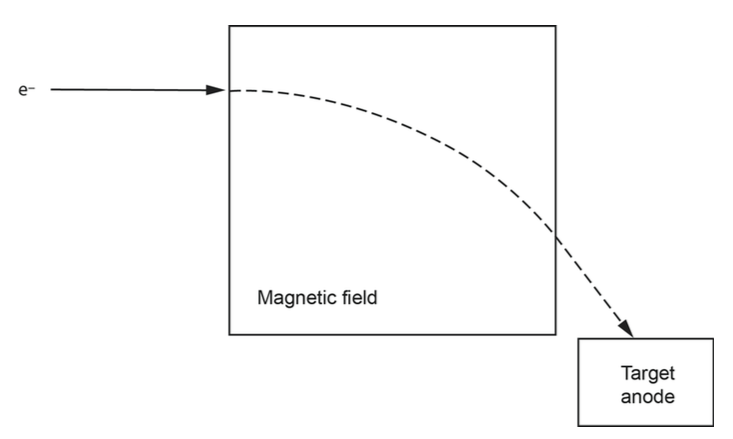 e−
Magnetic field
Target
anode